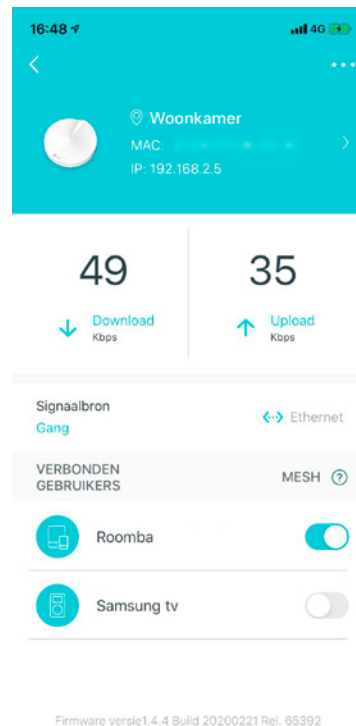 16:48
4G
Woonkamer
MAC:
IP: 192.168.2.5
49
35
Download
Kbps
Upload
Kbps
Signaalbron
Gang
Ethernet
VERBONDEN
GEBRUIKERS
MESH ?
Roomba
Samsung tv
Firmware versie1.4.4 Build 20200221 Rel. 65392